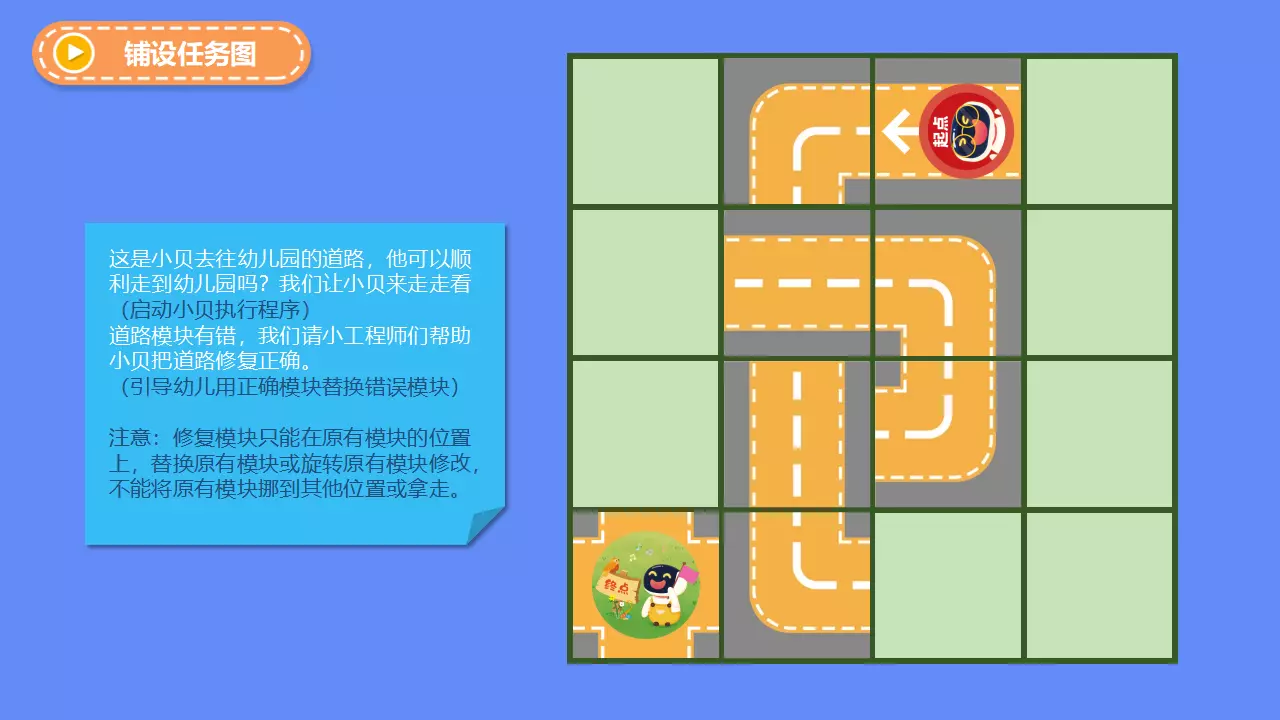 铺设任务图
起点
这是小贝去往幼儿园的道路，他可以顺
利走到幼儿园吗？我们让小贝来走走看
（启动小贝执行程序）
道路模块有错，我们请小工程师们帮助
小贝把道路修复正确。
（引导幼儿用正确模块替换错误模块）
注意：修复模块只能在原有模块的位置
上，替换原有模块或旋转原有模块修改，
不能将原有模块挪到其他位置或拿走。
终点